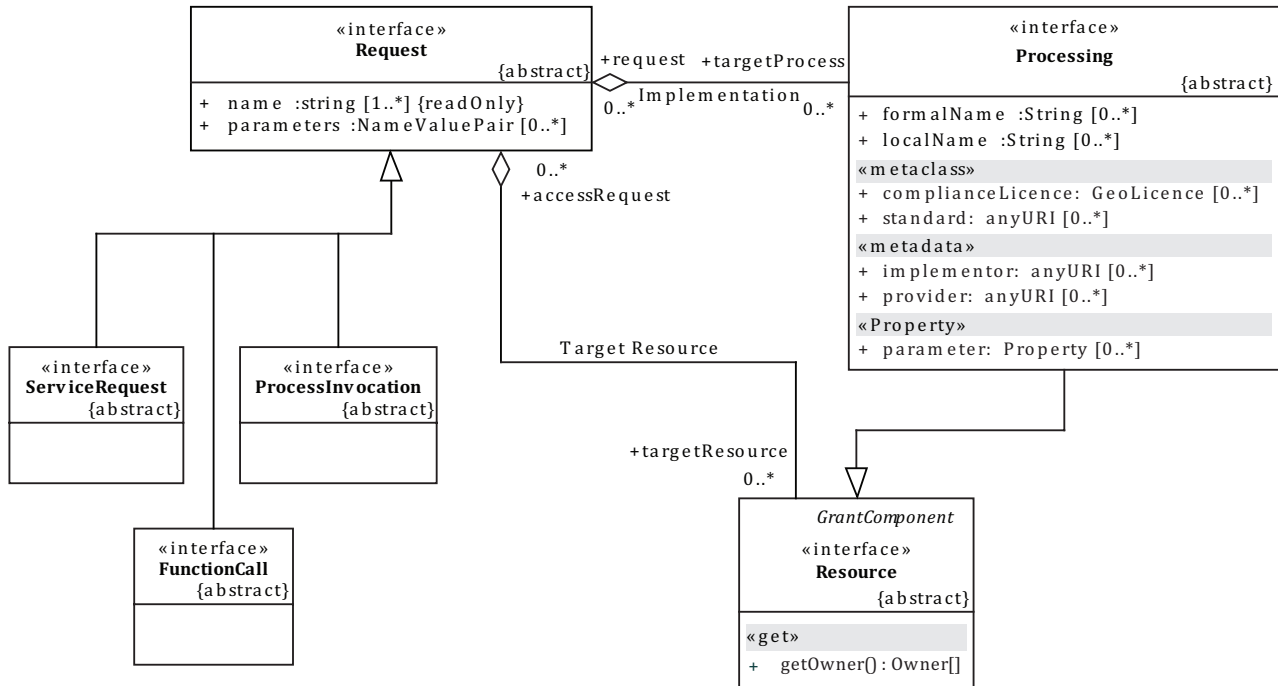 «interface»
Request
{abstract}
+ name :string [1..*] {readOnly}
+ parameters :NameValuePair [0..*]
+request
+targetProcess
0..*
Implementation
0..*
«interface»
Processing
{abstract}
+ formalName :String [0..*]
+ localName :String [0..*]
«metaclass»
+ complianceLicence: GeoLicence [0..*]
+ standard: anyURI [0..*]
«metadata»
+ implementor: anyURI [0..*]
+ provider: anyURI [0..*]
«Property»
+ parameter: Property [0..*]
0..*
+accessRequest
Target Resource
«interface»
ServiceRequest
{abstract}
«interface»
ProcessInvocation
{abstract}
+targetResource
0..*
«interface»
FunctionCall
{abstract}
GrantComponent
«interface»
Resource
{abstract}
«get»
+ getOwner() : Owner[]